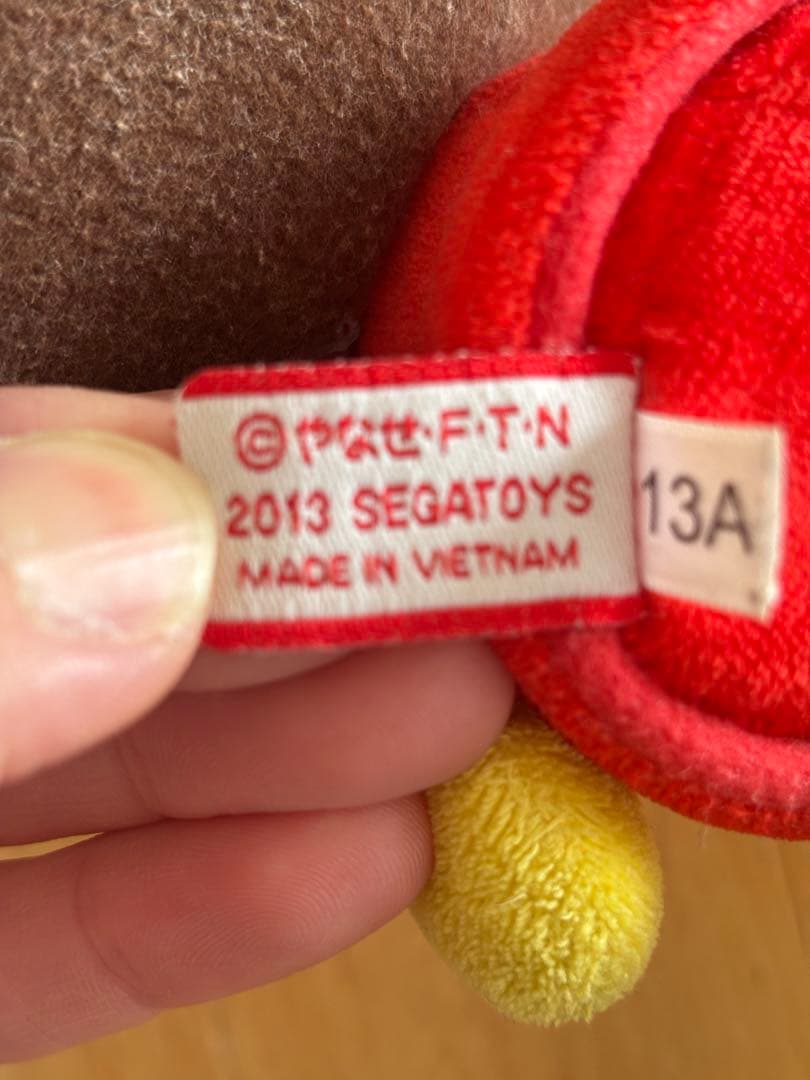 ©やなせ・F・T・N
2013 SEGATOYS
MADE IN VIETNAM
13A